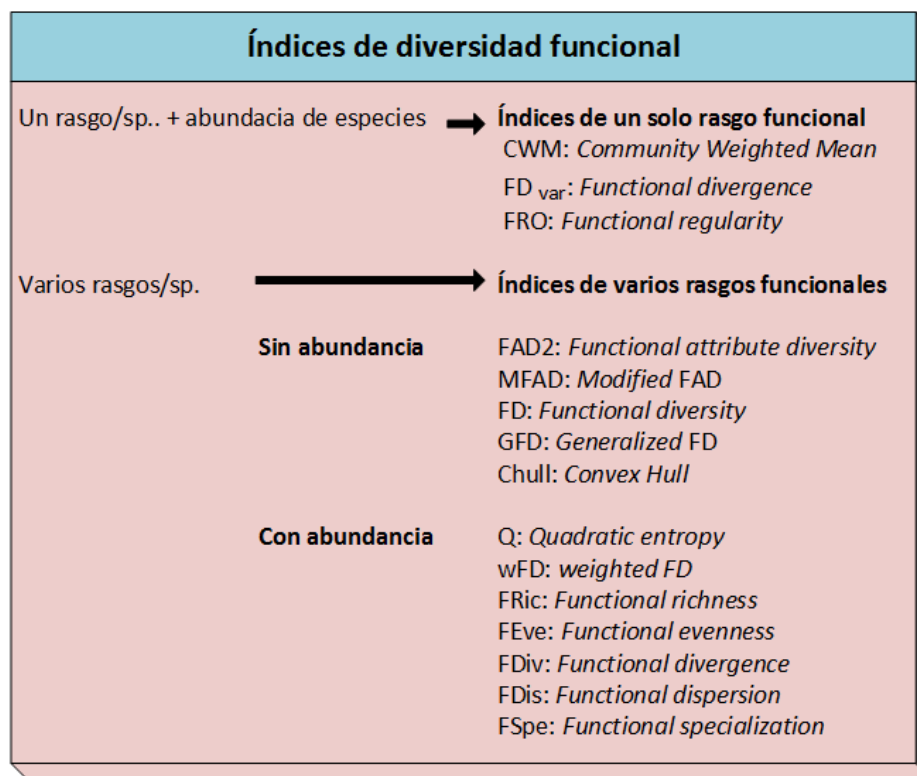 Índices de diversidad funcional
Un rasgo/sp.. + abundacia de especies Índices de un solo rasgo funcional
CWM: Community Weighted Mean
FD var: Functional divergence
FRO: Functional regularity
Varios rasgos/sp. Índices de varios rasgos funcionales
Sin abundancia FAD2: Functional attribute diversity
MFAD: Modified FAD
FD: Functional diversity
GFD: Generalized FD
Chull: Convex Hull
Con abundancia Q: Quadratic entropy
wFD: weighted FD
FRic: Functional richness
FEve: Functional evenness
FDiv: Functional divergence
FDis: Functional dispersion
FSpe: Functional specialization